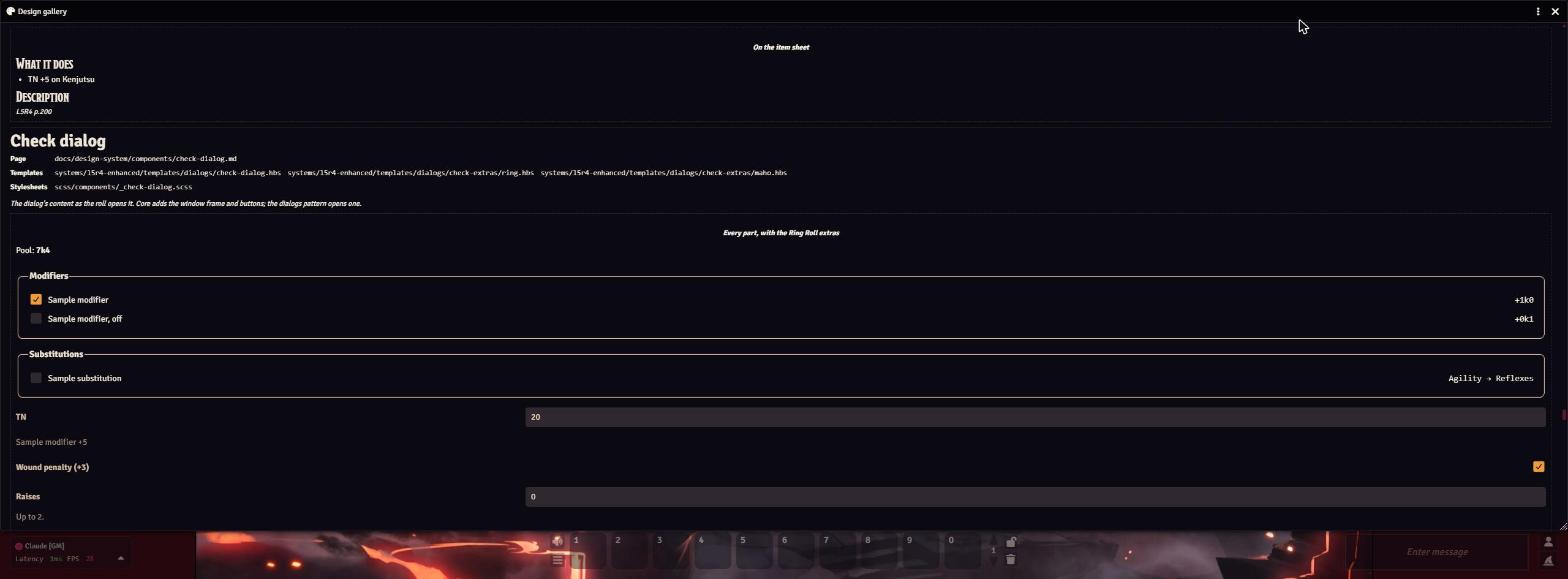 Design gallery
On the item sheet
What it does
• TN +5 on Kenjutsu
Description
L5R4 p.200
Check dialog
Page docs/design-system/components/check-dialog.md
Templates systems/l5r4-enhanced/templates/dialogs/check-dialog.hbs systems/l5r4-enhanced/templates/dialogs/check-extras/ring.hbs systems/l5r4-enhanced/templates/dialogs/check-extras/maho.hbs
Stylesheets scss/components/_check-dialog.scss
The dialog's content as the roll opens it. Core adds the window frame and buttons; the dialogs pattern opens one.
Every part, with the Ring Roll extras
Pool: 7k4
Modifiers
Sample modifier +1k0
Sample modifier, off +0k1
Substitutions
Sample substitution Agility → Reflexes
TN 20
Sample modifier +5
Wound penalty (+3)
Raises 0
Up to 2.
Claude [GM]
Latency 3ms FPS 28
1 2 3 4 5 6 7 8 9 0
1
Enter message